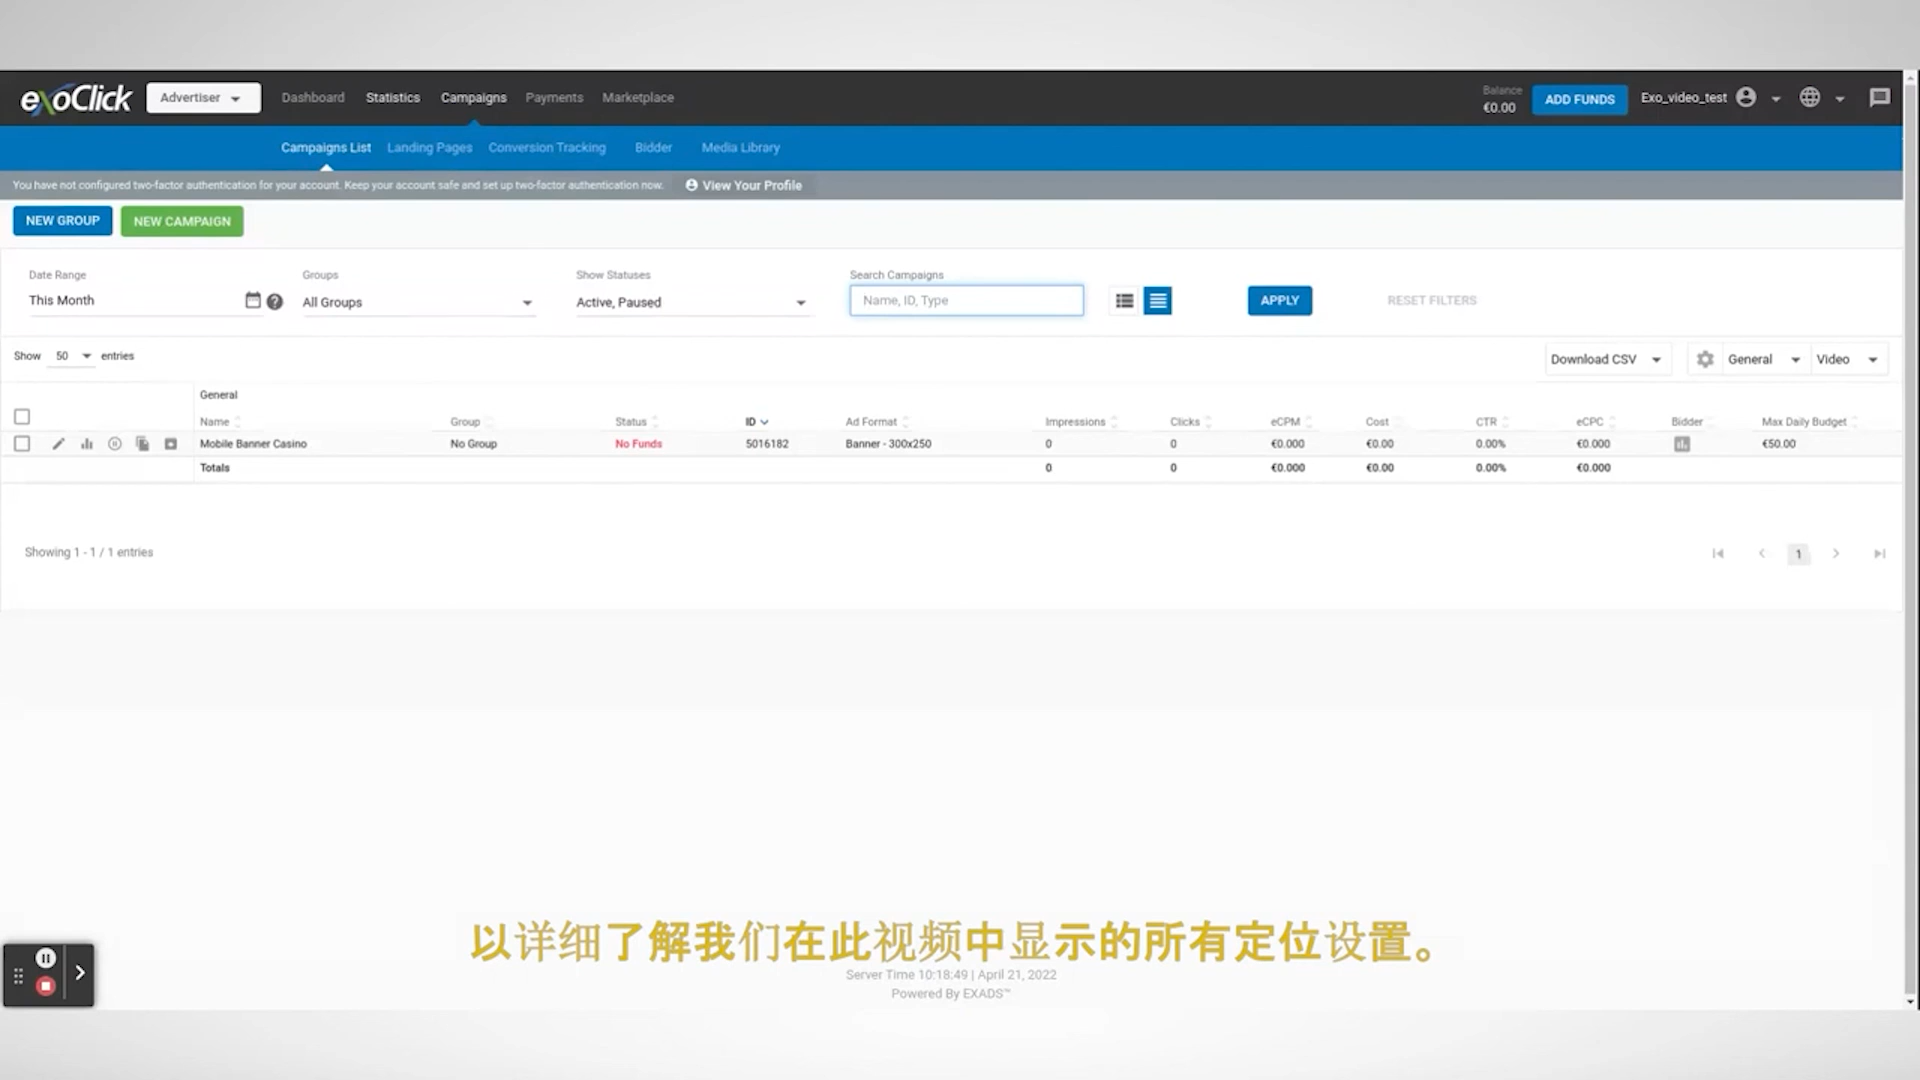 exoClick
Advertiser
Dashboard
Statistics
Campaigns
Payments
Marketplace
Balance
€0.00
ADD FUNDS
Exo_video_test
Campaigns List
Landing Pages
Conversion Tracking
Bidder
Media Library
You have not configured two-factor authentication for your account. Keep your account safe and set up two-factor authentication now.
View Your Profile
NEW GROUP
NEW CAMPAIGN
Date Range
This Month
Groups
All Groups
Show Statuses
Active, Paused
Search Campaigns
Name, ID, Type
APPLY
RESET FILTERS
Show 50 entries
Download CSV
General
Video
General
Name Group Status ID Ad Format Impressions Clicks eCPM Cost CTR eCPC Bidder Max Daily Budget
Mobile Banner Casino No Group No Funds 5016182 Banner - 300x250 0 0 €0.000 €0.00 0.00% €0.000 €50.00
Totals 0 0 €0.000 €0.00 0.00% €0.000
Showing 1 - 1 / 1 entries
1
以详细了解我们在此视频中显示的所有定位设置。
Server Time 10:18:49 | April 21, 2022
Powered By EXADS™